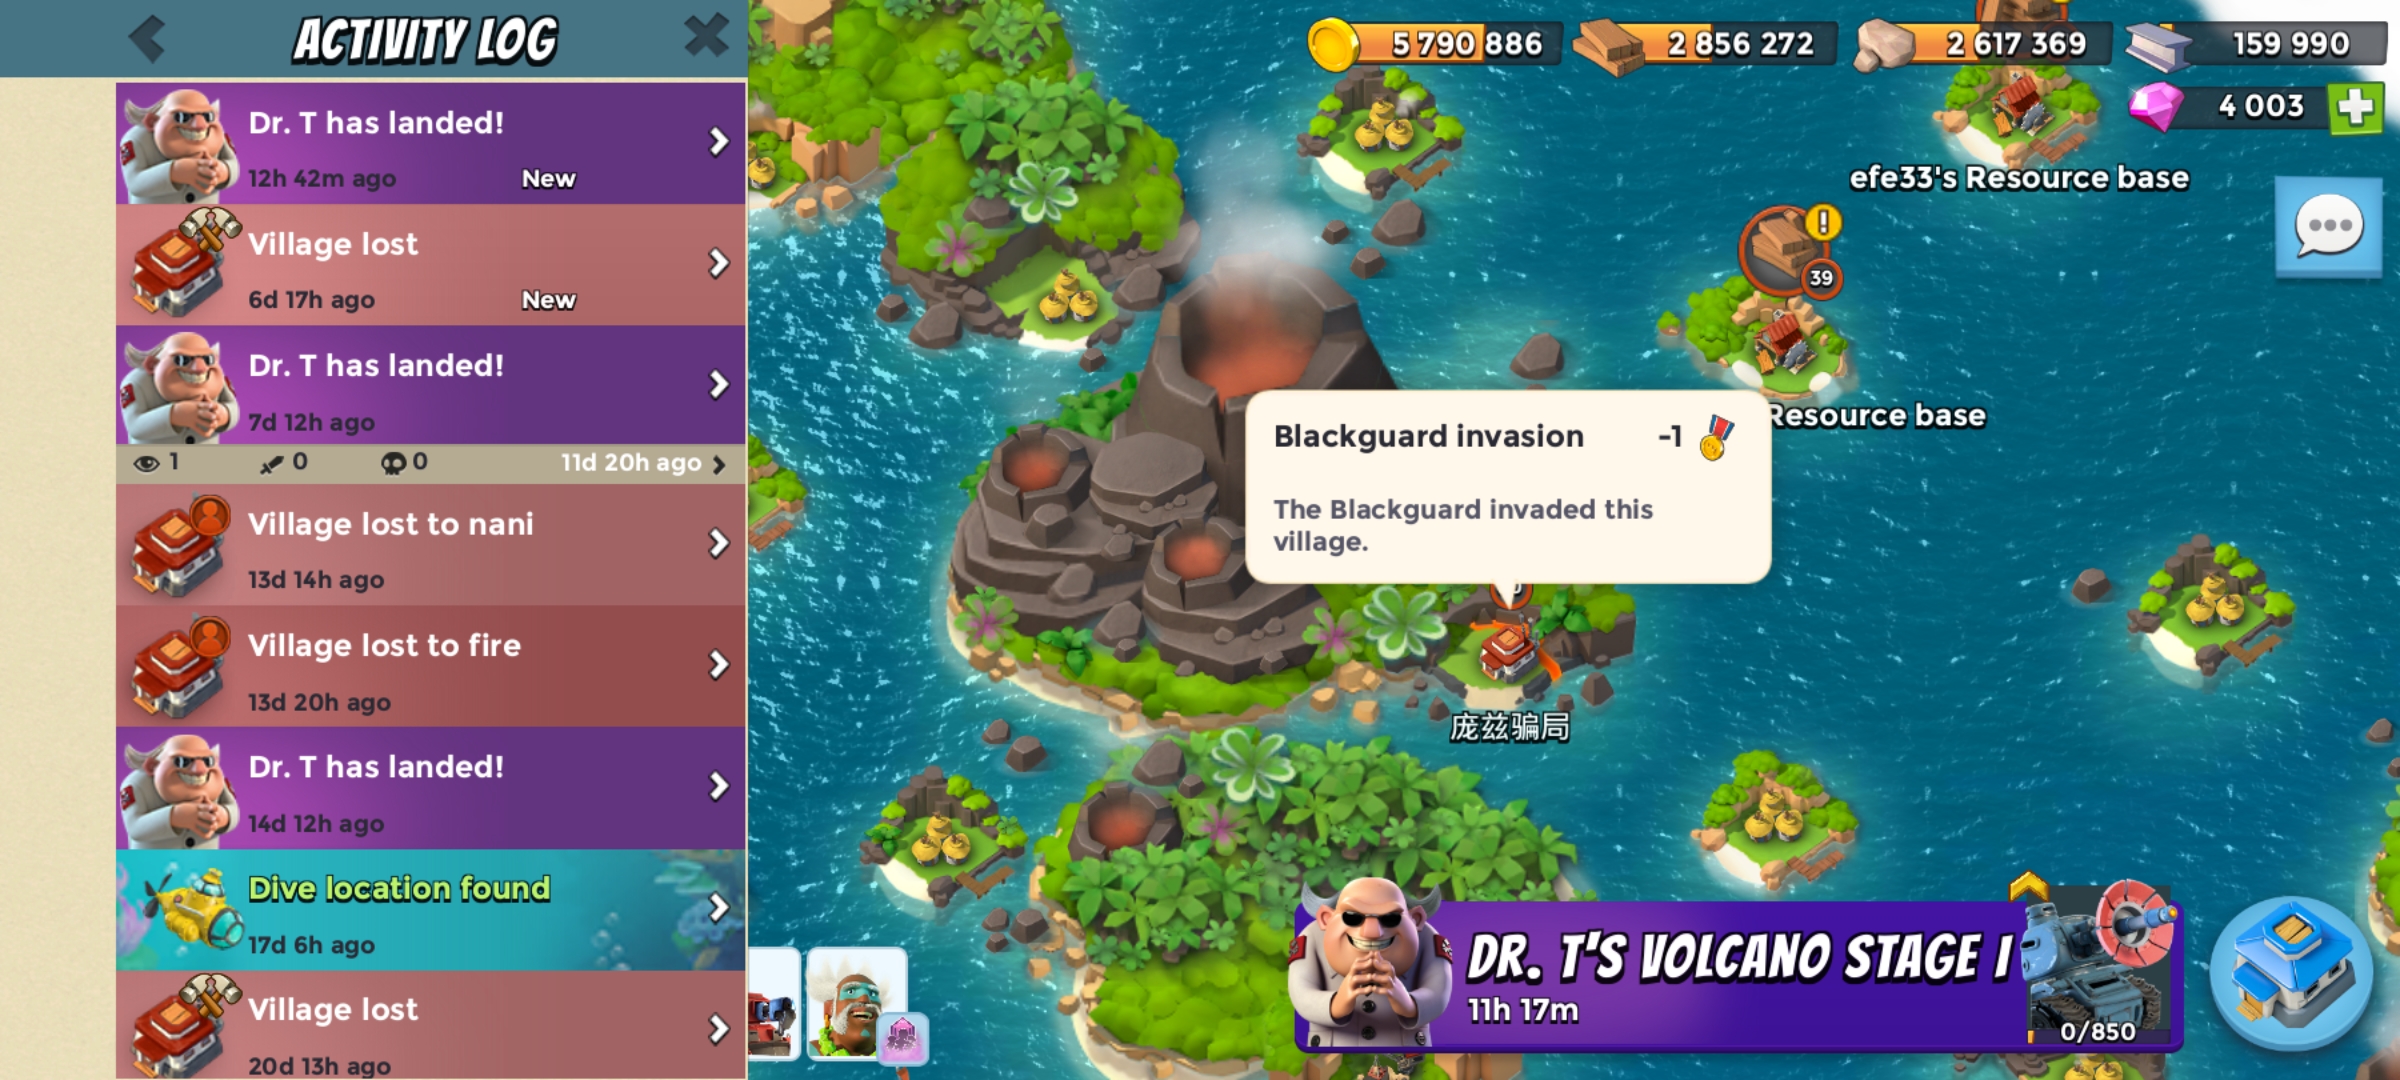 ACTIVITY LOG
Dr. T has landed!
12h 42m ago
New
Village lost
6d 17h ago
New
Dr. T has landed!
7d 12h ago
1 0 0 11d 20h ago
Village lost to nani
13d 14h ago
Village lost to fire
13d 20h ago
Dr. T has landed!
14d 12h ago
Dive location found
17d 6h ago
Village lost
20d 13h ago
5 790 886
2 856 272
2 617 369
159 990
4 003
efe33's Resource base
!
39
Resource base
Blackguard invasion -1
The Blackguard invaded this
village.
庞兹骗局
DR. T'S VOLCANO STAGE I
11h 17m
0/850